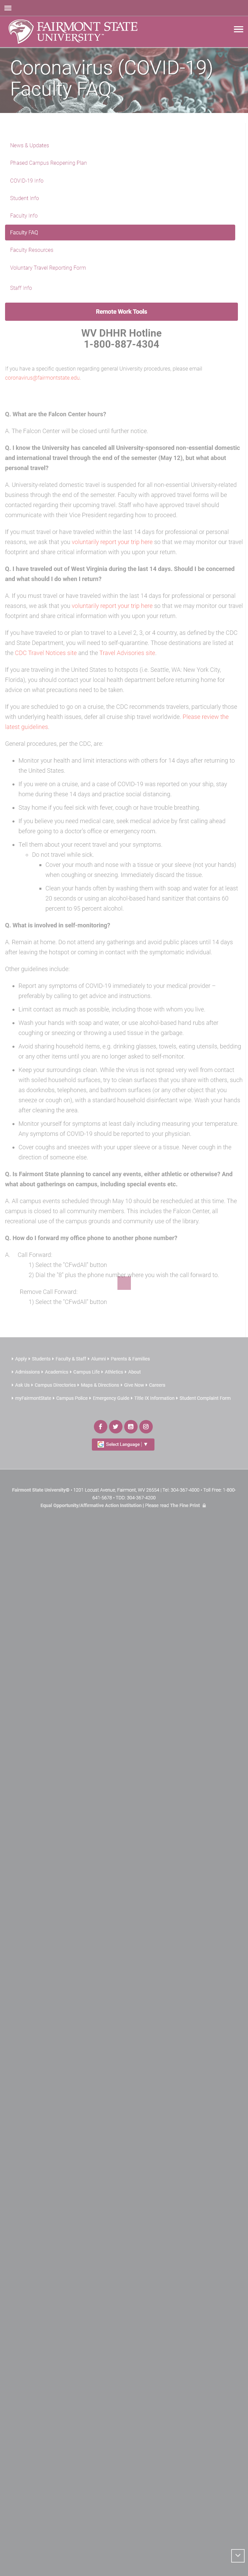 FAIRMONT STATE
UNIVERSITY™
Coronavirus (COVID-19)
Faculty FAQ
News & Updates
Phased Campus Reopening Plan
COVID-19 Info
Student Info
Faculty Info
Faculty FAQ
Faculty Resources
Voluntary Travel Reporting Form
Staff Info
Remote Work Tools
WV DHHR Hotline
1-800-887-4304
If you have a specific question regarding general University procedures, please email
coronavirus@fairmontstate.edu.
Q. What are the Falcon Center hours?
A. The Falcon Center will be closed until further notice.
Q. I know the University has canceled all University-sponsored non-essential domestic
and international travel through the end of the semester (May 12), but what about
personal travel?
A. University-related domestic travel is suspended for all non-essential University-related
business through the end of the semester. Faculty with approved travel forms will be
contacted regarding their upcoming travel. Staff who have approved travel should
communicate with their Vice President regarding how to proceed.
If you must travel or have traveled within the last 14 days for professional or personal
reasons, we ask that you voluntarily report your trip here so that we may monitor our travel
footprint and share critical information with you upon your return.
Q. I have traveled out of West Virginia during the last 14 days. Should I be concerned
and what should I do when I return?
A. If you must travel or have traveled within the last 14 days for professional or personal
reasons, we ask that you voluntarily report your trip here so that we may monitor our travel
footprint and share critical information with you upon your return.
If you have traveled to or plan to travel to a Level 2, 3, or 4 country, as defined by the CDC
and State Department, you will need to self-quarantine. Those destinations are listed at
the CDC Travel Notices site and the Travel Advisories site.
If you are traveling in the United States to hotspots (i.e. Seattle, WA. New York City,
Florida), you should contact your local health department before returning home for
advice on what precautions need to be taken.
If you are scheduled to go on a cruise, the CDC recommends travelers, particularly those
with underlying health issues, defer all cruise ship travel worldwide. Please review the
latest guidelines.
General procedures, per the CDC, are:
Monitor your health and limit interactions with others for 14 days after returning to
the United States.
If you were on a cruise, and a case of COVID-19 was reported on your ship, stay
home during these 14 days and practice social distancing.
Stay home if you feel sick with fever, cough or have trouble breathing.
If you believe you need medical care, seek medical advice by first calling ahead
before going to a doctor's office or emergency room.
Tell them about your recent travel and your symptoms.
Do not travel while sick.
Cover your mouth and nose with a tissue or your sleeve (not your hands)
when coughing or sneezing. Immediately discard the tissue.
Clean your hands often by washing them with soap and water for at least
20 seconds or using an alcohol-based hand sanitizer that contains 60
percent to 95 percent alcohol.
Q. What is involved in self-monitoring?
A. Remain at home. Do not attend any gatherings and avoid public places until 14 days
after leaving the hotspot or coming in contact with the symptomatic individual.
Other guidelines include:
Report any symptoms of COVID-19 immediately to your medical provider –
preferably by calling to get advice and instructions.
Limit contact as much as possible, including those with whom you live.
Wash your hands with soap and water, or use alcohol-based hand rubs after
coughing or sneezing or throwing a used tissue in the garbage.
Avoid sharing household items, e.g. drinking glasses, towels, eating utensils, bedding
or any other items until you are no longer asked to self-monitor.
Keep your surroundings clean. While the virus is not spread very well from contact
with soiled household surfaces, try to clean surfaces that you share with others, such
as doorknobs, telephones, and bathroom surfaces (or any other surface that you
sneeze or cough on), with a standard household disinfectant wipe. Wash your hands
after cleaning the area.
Monitor yourself for symptoms at least daily including measuring your temperature.
Any symptoms of COVID-19 should be reported to your physician.
Cover coughs and sneezes with your upper sleeve or a tissue. Never cough in the
direction of someone else.
Q. Is Fairmont State planning to cancel any events, either athletic or otherwise? And
what about gatherings on campus, including special events etc.
A. All campus events scheduled through May 10 should be rescheduled at this time. The
campus is closed to all community members at this time. This includes the Falcon Center, all
recreational use of the campus grounds and community use of the library.
Q. How do I forward my office phone to another phone number?
A. Call Forward:
1) Select the "CFwdAll" button
2) Dial the "8" plus the phone number where you wish the call forward to:
Remove Call Forward:
1) Select the "CFwdAll" button
Apply Students Faculty & Staff Alumni Parents & Families
Admissions Academics Campus Life Athletics About
Ask Us Campus Directories Maps & Directions Give Now Careers
myFairmontState Campus Police Emergency Guide Title IX Information Student Complaint Form
Select Language ▼
Fairmont State University® • 1201 Locust Avenue, Fairmont, WV 26554 | Tel: 304-367-4000 • Toll Free: 1-800-
641-5678 • TDD: 304-367-4200
Equal Opportunity/Affirmative Action Institution | Please Yes! The Fine Print